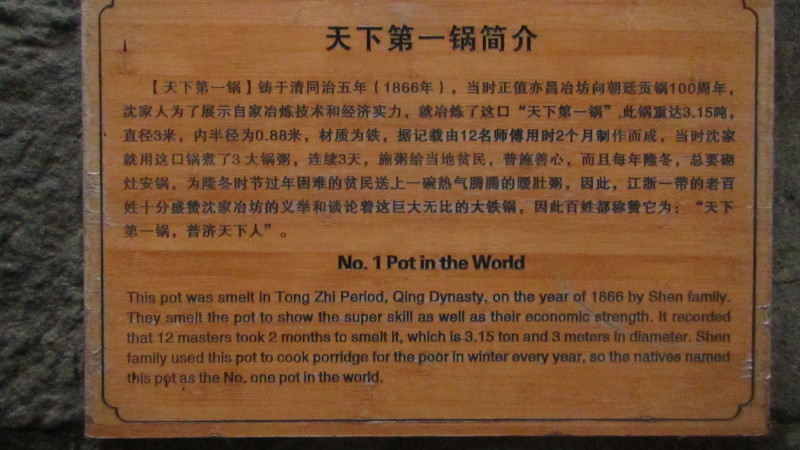 天下第一锅简介
【天下第一锅】铸于清同治五年（1866年），当时正值亦昌冶坊向朝廷贡锅100周年，
沈家人为了展示自家冶炼技术和经济实力，就冶炼了这口“天下第一锅”，此锅重达3.15吨，
直径3米，内半径为0.88米，材质为铁，据记载由12名师傅用时2个月制作而成，当时沈家
就用这口锅煮了3大锅粥，连续3天，施粥给当地贫民，普施善心，而且每年隆冬，总要砌
灶安锅，为隆冬时节过年困难的贫民送上一碗热气腾腾的暖肚粥，因此，江浙一带的老百
姓十分盛赞沈家冶坊的义举和谈论着这巨大无比的大铁锅，因此百姓都称赞它为：“天下
第一锅，普济天下人”。
No. 1 Pot in the World
This pot was smelt in Tong Zhi Period, Qing Dynasty, on the year of 1866 by Shen family.
They smelt the pot to show the super skill as well as their economic strength. It recorded
that 12 masters took 2 months to smelt it, which is 3.15 ton and 3 meters in diameter. Shen
family used this pot to cook porridge for the poor in winter every year, so the natives named
this pot as the No. one pot in the world.